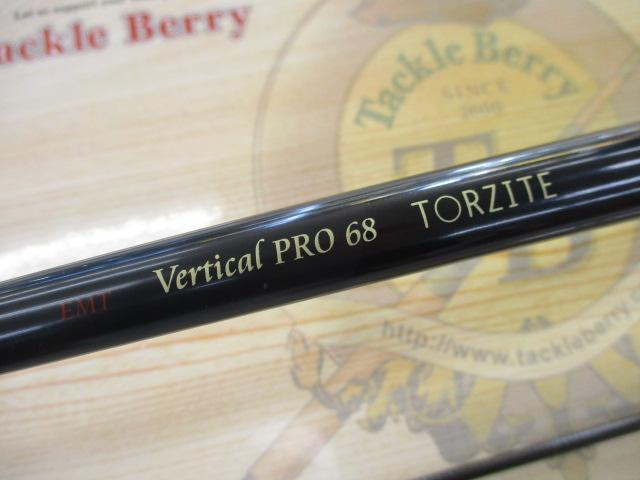 Tackle Berry
Tackle Berry
SINCE
2000
T
B
EMT Vertical PRO 68 TORZITE
http://www.tackleberry.